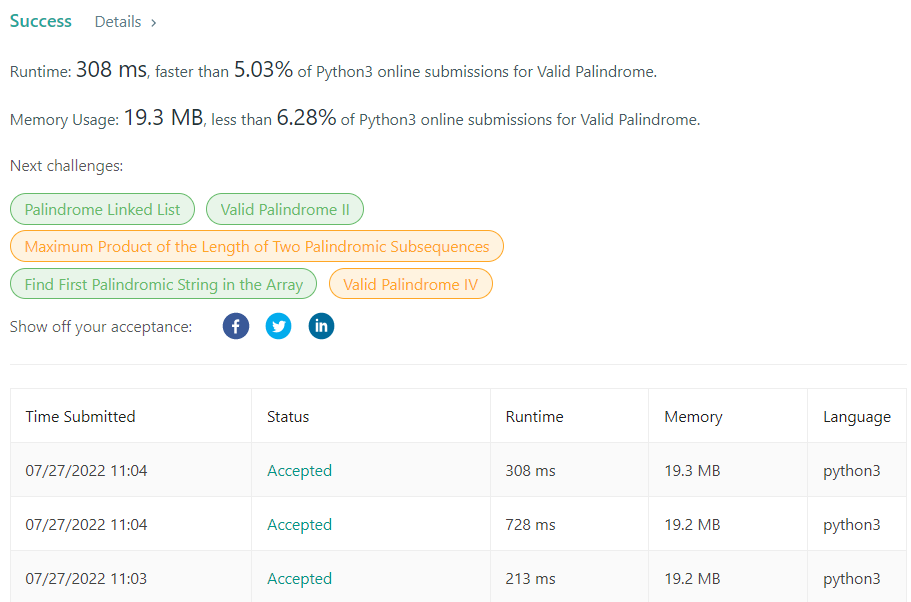 Success Details >
Runtime: 308 ms, faster than 5.03% of Python3 online submissions for Valid Palindrome.
Memory Usage: 19.3 MB, less than 6.28% of Python3 online submissions for Valid Palindrome.
Next challenges:
Palindrome Linked List Valid Palindrome II
Maximum Product of the Length of Two Palindromic Subsequences
Find First Palindromic String in the Array Valid Palindrome IV
Show off your acceptance: f in
Time Submitted Status Runtime Memory Language
07/27/2022 11:04 Accepted 308 ms 19.3 MB python3
07/27/2022 11:04 Accepted 728 ms 19.2 MB python3
07/27/2022 11:03 Accepted 213 ms 19.2 MB python3